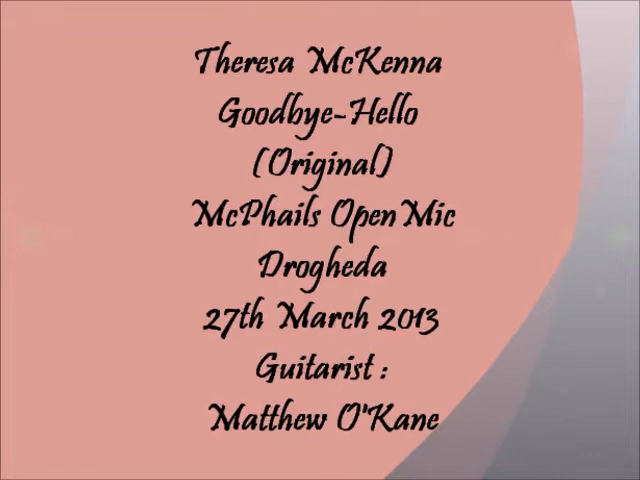 Theresa McKenna
Goodbye-Hello
(Original)
McPhails Open Mic
Drogheda
27th March 2013
Guitarist :
Matthew O'Kane